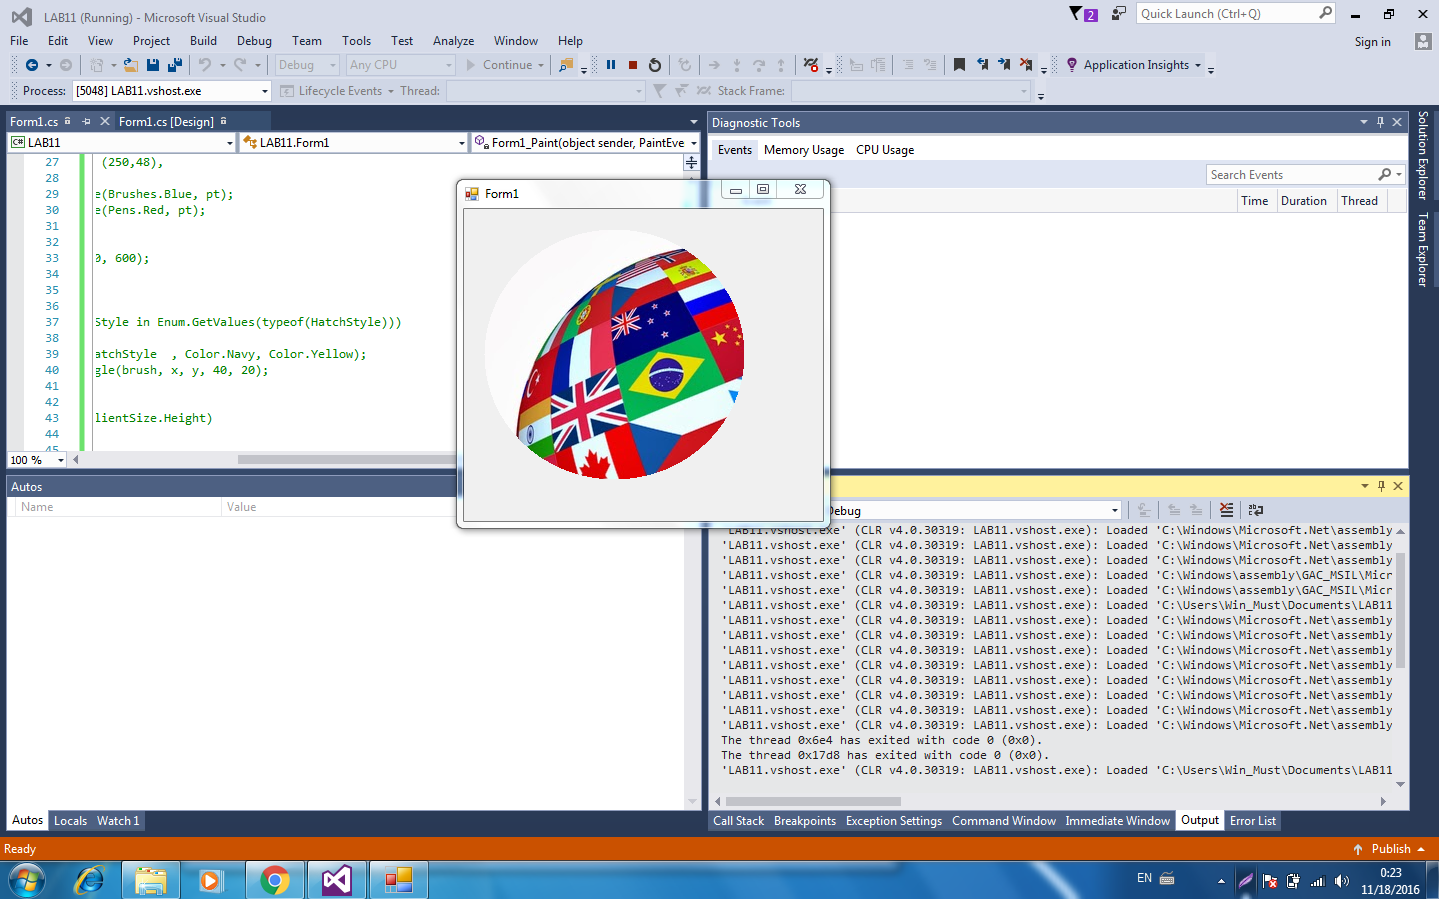 LAB11 (Running) - Microsoft Visual Studio
2
Quick Launch (Ctrl+Q)
File Edit View Project Build Debug Team Tools Test Analyze Window Help
Sign in
Debug Any CPU Continue Application Insights
Process: [5048] LAB11.vshost.exe Lifecycle Events Thread: Stack Frame:
Form1.cs Form1.cs [Design]
C# LAB11 LAB11.Form1 Form1_Paint(object sender, PaintEve
27 (250,48),
28
29 e(Brushes.Blue, pt);
30 e(Pens.Red, pt);
31
32
33 0, 600);
34
35
36
37 Style in Enum.GetValues(typeof(HatchStyle)))
38
39 atchStyle  , Color.Navy, Color.Yellow);
40 gle(brush, x, y, 40, 20);
41
42
43 lientSize.Height)
44
45
100 %
Form1
Diagnostic Tools
Events Memory Usage CPU Usage
Search Events
Time Duration Thread
Solution Explorer
Team Explorer
Autos
Name Value
Autos Locals Watch 1
Debug
'LAB11.vshost.exe' (CLR v4.0.30319: LAB11.vshost.exe): Loaded 'C:\Windows\Microsoft.Net\assembly
'LAB11.vshost.exe' (CLR v4.0.30319: LAB11.vshost.exe): Loaded 'C:\Windows\Microsoft.Net\assembly
'LAB11.vshost.exe' (CLR v4.0.30319: LAB11.vshost.exe): Loaded 'C:\Windows\Microsoft.Net\assembly
'LAB11.vshost.exe' (CLR v4.0.30319: LAB11.vshost.exe): Loaded 'C:\Windows\assembly\GAC_MSIL\Micr
'LAB11.vshost.exe' (CLR v4.0.30319: LAB11.vshost.exe): Loaded 'C:\Windows\assembly\GAC_MSIL\Micr
'LAB11.vshost.exe' (CLR v4.0.30319: LAB11.vshost.exe): Loaded 'C:\Users\Win_Must\Documents\LAB11
'LAB11.vshost.exe' (CLR v4.0.30319: LAB11.vshost.exe): Loaded 'C:\Windows\Microsoft.Net\assembly
'LAB11.vshost.exe' (CLR v4.0.30319: LAB11.vshost.exe): Loaded 'C:\Windows\Microsoft.Net\assembly
'LAB11.vshost.exe' (CLR v4.0.30319: LAB11.vshost.exe): Loaded 'C:\Windows\Microsoft.Net\assembly
'LAB11.vshost.exe' (CLR v4.0.30319: LAB11.vshost.exe): Loaded 'C:\Windows\Microsoft.Net\assembly
'LAB11.vshost.exe' (CLR v4.0.30319: LAB11.vshost.exe): Loaded 'C:\Windows\Microsoft.Net\assembly
'LAB11.vshost.exe' (CLR v4.0.30319: LAB11.vshost.exe): Loaded 'C:\Windows\Microsoft.Net\assembly
'LAB11.vshost.exe' (CLR v4.0.30319: LAB11.vshost.exe): Loaded 'C:\Windows\Microsoft.Net\assembly
'LAB11.vshost.exe' (CLR v4.0.30319: LAB11.vshost.exe): Loaded 'C:\Windows\Microsoft.Net\assembly
The thread 0x6e4 has exited with code 0 (0x0).
The thread 0x17d8 has exited with code 0 (0x0).
'LAB11.vshost.exe' (CLR v4.0.30319: LAB11.vshost.exe): Loaded 'C:\Users\Win_Must\Documents\LAB11
Call Stack Breakpoints Exception Settings Command Window Immediate Window Output Error List
Ready
Publish
EN
0:23
11/18/2016